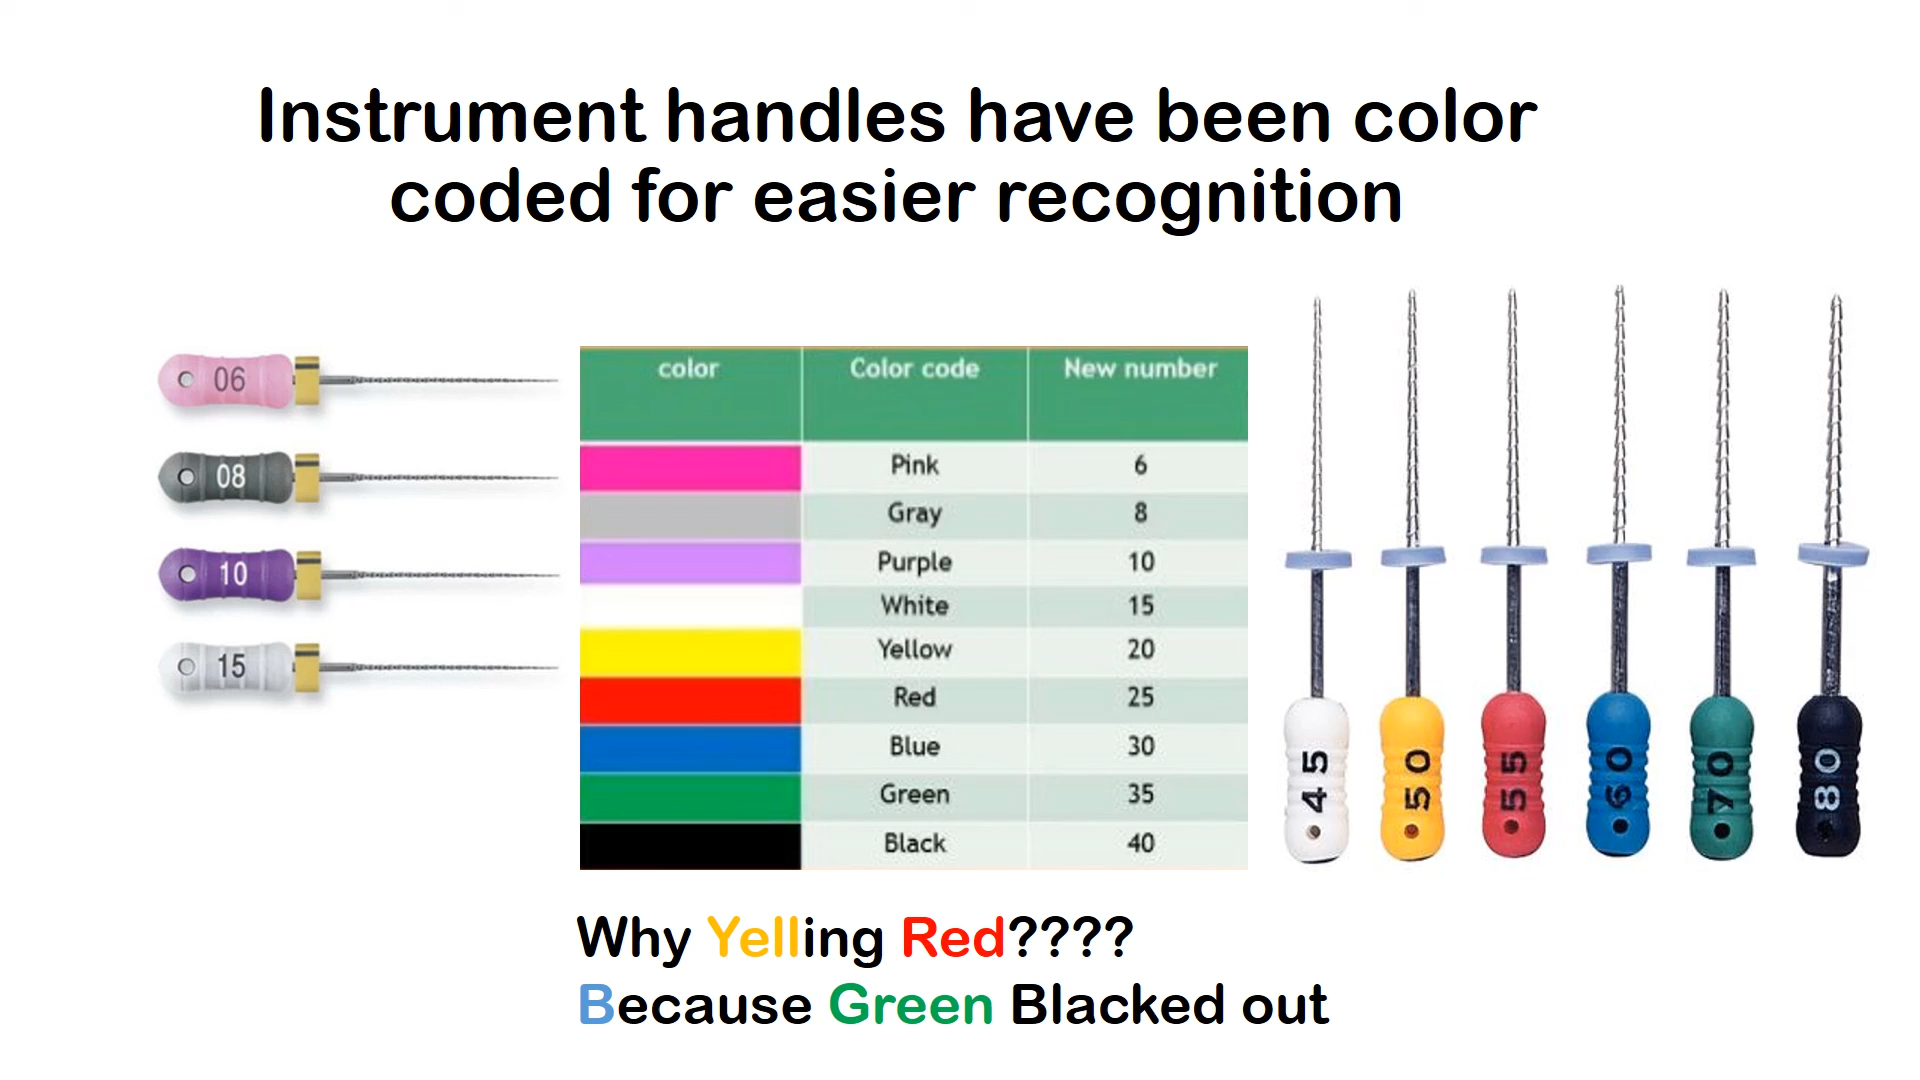 Instrument handles have been color
coded for easier recognition
06
08
10
15
color Color code New number
Pink 6
Gray 8
Purple 10
White 15
Yellow 20
Red 25
Blue 30
Green 35
Black 40
45
50
55
60
70
80
Why Yelling Red????
Because Green Blacked out